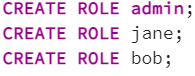 CREATE ROLE admin;
CREATE ROLE jane;
CREATE ROLE bob;